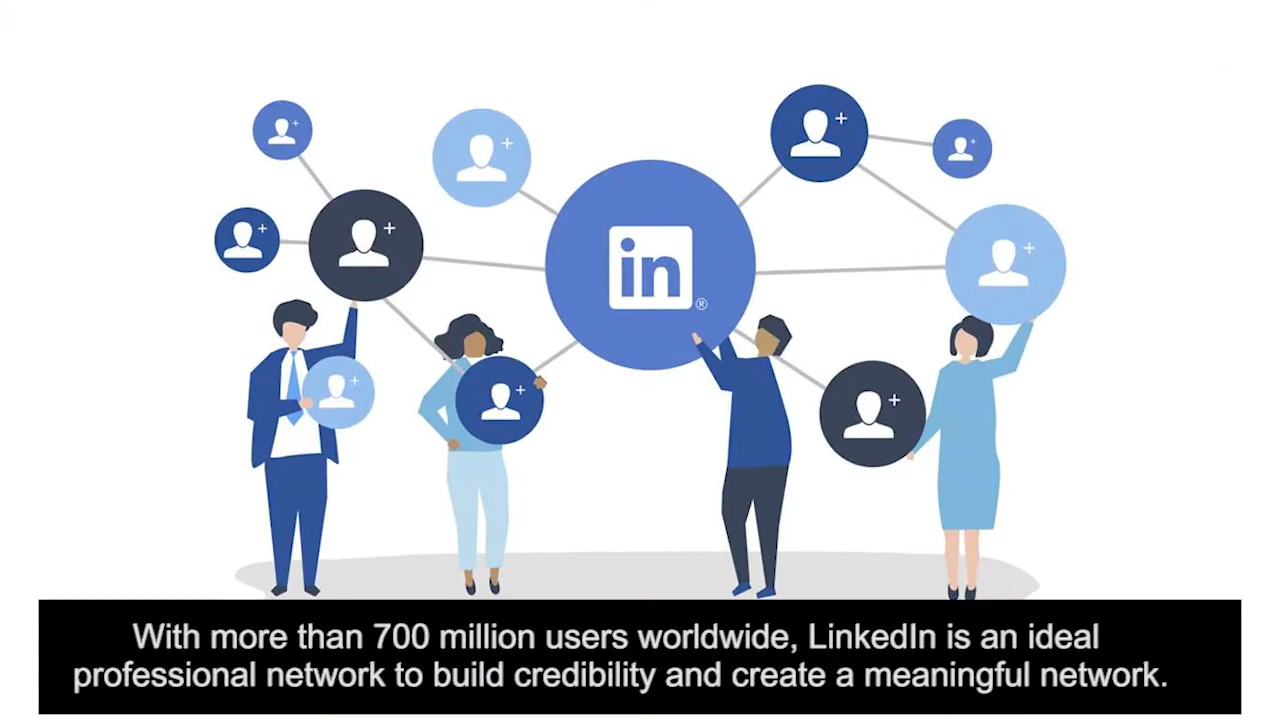 in
®
With more than 700 million users worldwide, LinkedIn is an ideal
professional network to build credibility and create a meaningful network.